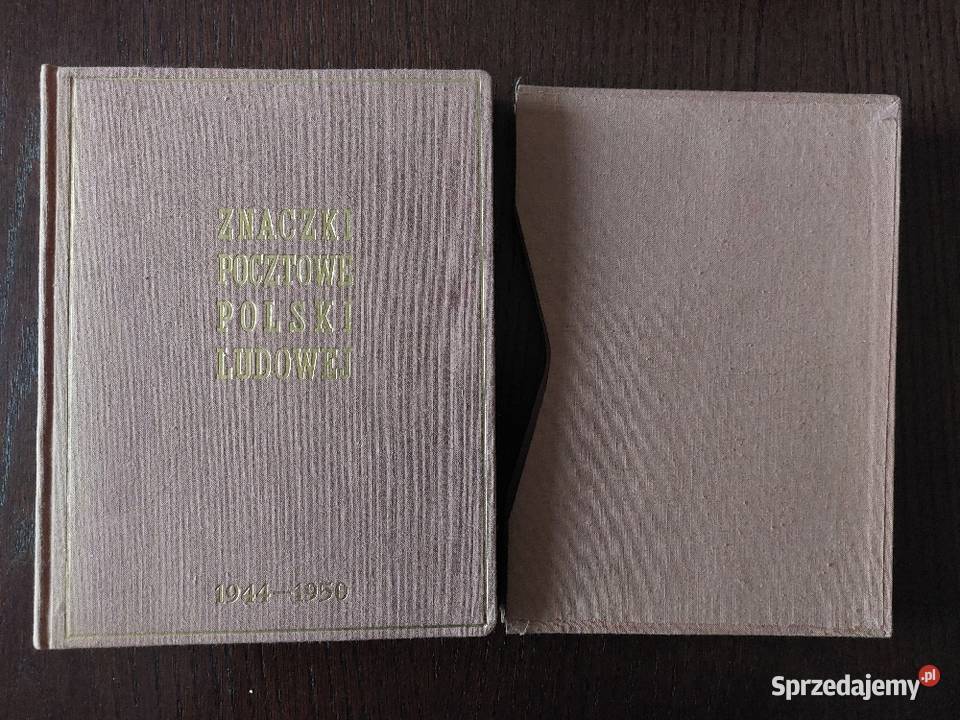 ZNACZKI
POCZTOWE
POLSKI
LUDOWEJ
1944—1950
Sprzedajemy.pl